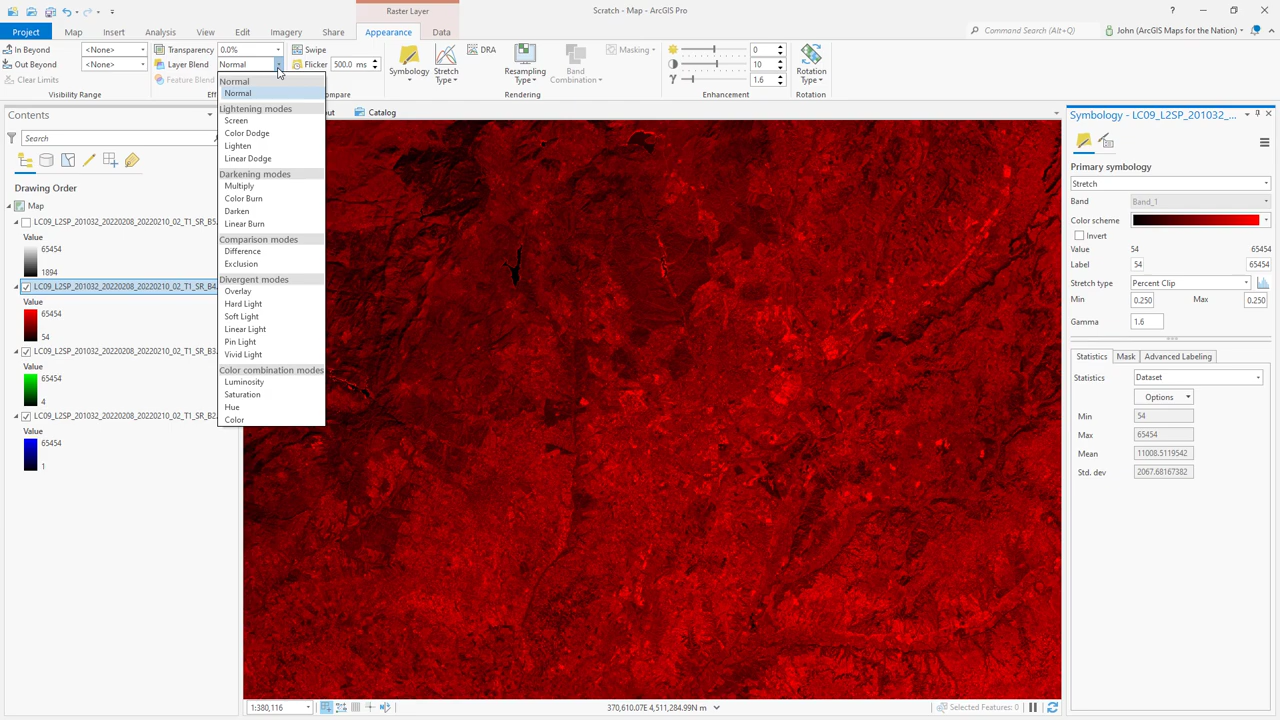 Raster Layer
Scratch - Map - ArcGIS Pro
Project Map Insert Analysis View Edit Imagery Share Appearance Data
Command Search (Alt+Q)
John (ArcGIS Maps for the Nation)
In Beyond <None>
Out Beyond <None>
Clear Limits
Visibility Range
Transparency 0.0%
Layer Blend Normal
Feature Blend
Swipe
Flicker 500.0 ms
Symbology
Stretch Type
DRA
Resampling Type
Band Combination
Masking
Rendering
0
10
1.6
Enhancement
Rotation Type
Rotation
Normal
Normal
Lightening modes
Screen
Color Dodge
Lighten
Linear Dodge
Darkening modes
Multiply
Color Burn
Darken
Linear Burn
Comparison modes
Difference
Exclusion
Divergent modes
Overlay
Hard Light
Soft Light
Linear Light
Pin Light
Vivid Light
Color combination modes
Luminosity
Saturation
Hue
Color
Contents
Search
Drawing Order
Map
LC09_L2SP_201032_20220208_20220210_02_T1_SR_B5.
Value
65454
1894
LC09_L2SP_201032_20220208_20220210_02_T1_SR_B4.
Value
65454
54
LC09_L2SP_201032_20220208_20220210_02_T1_SR_B3.
Value
65454
4
LC09_L2SP_201032_20220208_20220210_02_T1_SR_B2.
Value
65454
1
Catalog
1:380,116
370,610.07E 4,511,284.99N m
Selected Features: 0
Symbology - LC09_L2SP_201032_...
Primary symbology
Stretch
Band Band_1
Color scheme
Invert
Value 54 65454
Label 54 65454
Stretch type Percent Clip
Min 0.250 Max 0.250
Gamma 1.6
Statistics Mask Advanced Labeling
Statistics Dataset
Options
Min 54
Max 65454
Mean 11008.5119542
Std. dev 2067.68167382